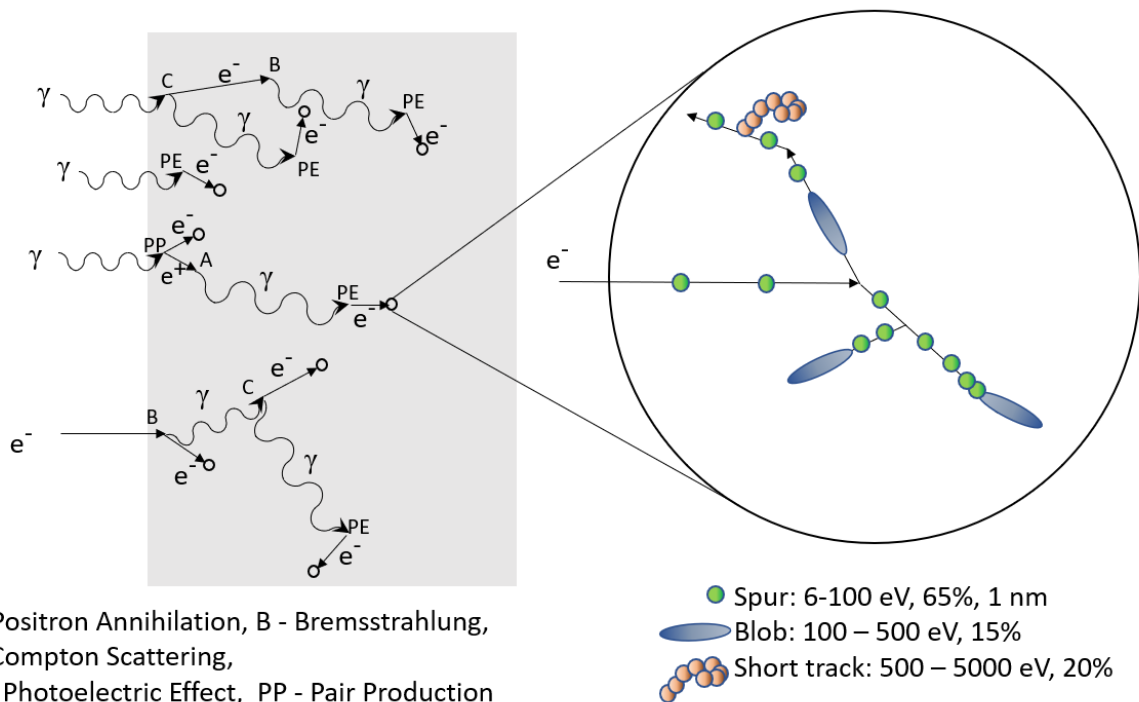 γ
C
e-
B
γ
PE
γ
e-
PE
e-
γ
PE
e-
γ
PP
e-
e+
A
γ
PE
e-
e-
B
γ
C
e-
e-
γ
PE
e-
e-
Positron Annihilation, B - Bremsstrahlung,
Compton Scattering,
Photoelectric Effect, PP - Pair Production
Spur: 6-100 eV, 65%, 1 nm
Blob: 100 – 500 eV, 15%
Short track: 500 – 5000 eV, 20%